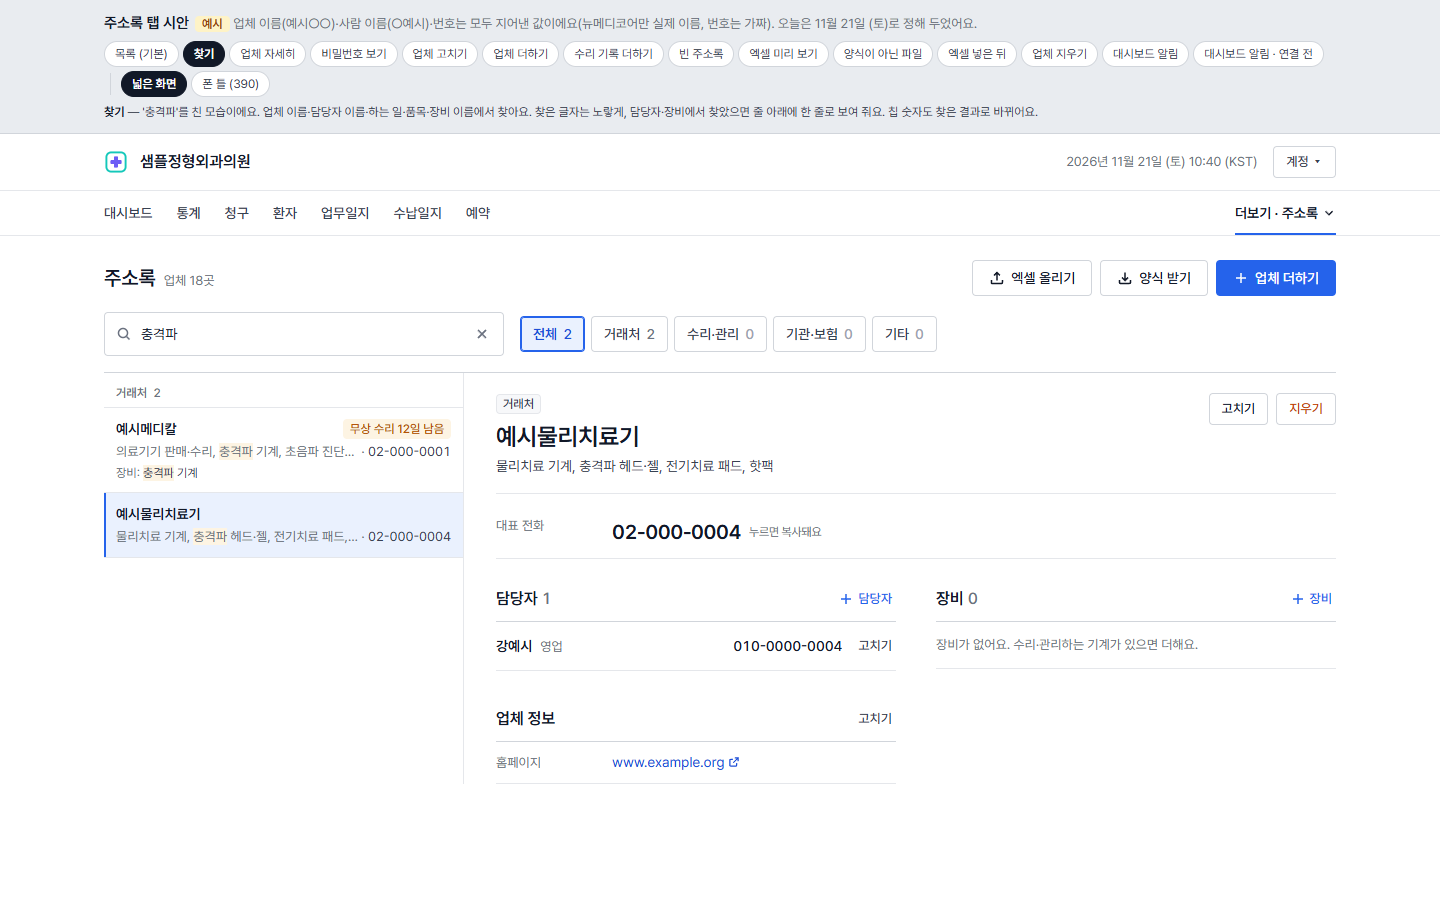 주소록 탭 시안 예시 업체 이름(예시○○)·사람 이름(○예시)·번호는 모두 지어낸 값이에요(뉴메디코어만 실제 이름, 번호는 가짜). 오늘은 11월 21일 (토)로 정해 두었어요.
목록 (기본) 찾기 업체 자세히 비밀번호 보기 업체 고치기 업체 더하기 수리 기록 더하기 빈 주소록 엑셀 미리 보기 양식이 아닌 파일 엑셀 넣은 뒤 업체 지우기 대시보드 알림 대시보드 알림 · 연결 전
넓은 화면 폰 틀 (390)
찾기 — '충격파'를 친 모습이에요. 업체 이름·담당자 이름·하는 일·품목·장비 이름에서 찾아요. 찾은 글자는 노랗게, 담당자·장비에서 찾았으면 줄 아래에 한 줄로 보여 줘요. 칩 숫자도 찾은 결과로 바뀌어요.
샘플정형외과의원 2026년 11월 21일 (토) 10:40 (KST) 계정
대시보드 통계 청구 환자 업무일지 수납일지 예약 더보기 · 주소록
주소록 업체 18곳 엑셀 올리기 양식 받기 업체 더하기
충격파 전체 2 거래처 2 수리·관리 0 기관·보험 0 기타 0
거래처 2
예시메디칼 무상 수리 12일 남음
의료기기 판매·수리, 충격파 기계, 초음파 진단... · 02-000-0001
장비: 충격파 기계
예시물리치료기
물리치료 기계, 충격파 헤드·젤, 전기치료 패드,... · 02-000-0004
거래처 고치기 지우기
예시물리치료기
물리치료 기계, 충격파 헤드·젤, 전기치료 패드, 핫팩
대표 전화 02-000-0004 누르면 복사돼요
담당자 1 + 담당자
강예시 영업 010-0000-0004 고치기
장비 0 + 장비
장비가 없어요. 수리·관리하는 기계가 있으면 더해요.
업체 정보 고치기
홈페이지 www.example.org